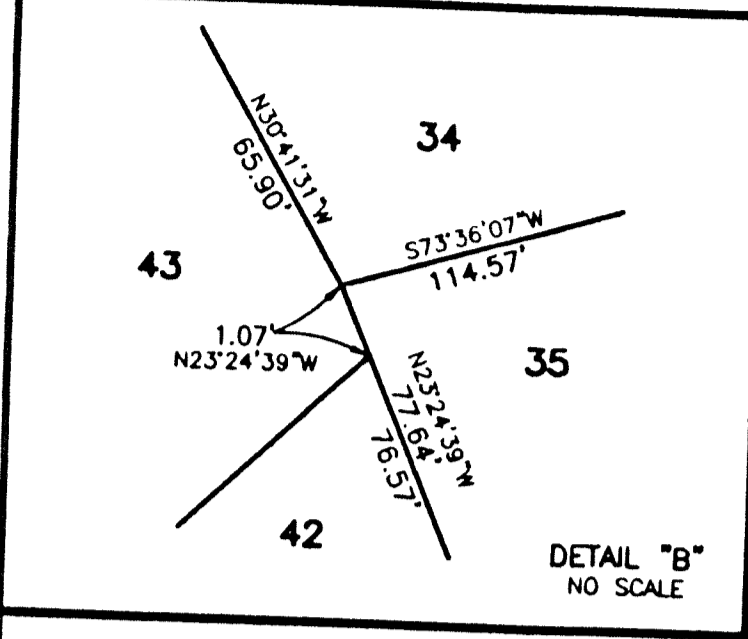 34
N30°41'31"W
65.90'
S73°36'07"W
114.57'
43
1.07'
N23°24'39"W
35
N23°24'39"W
77.64'
76.57'
42
DETAIL "B"
NO SCALE